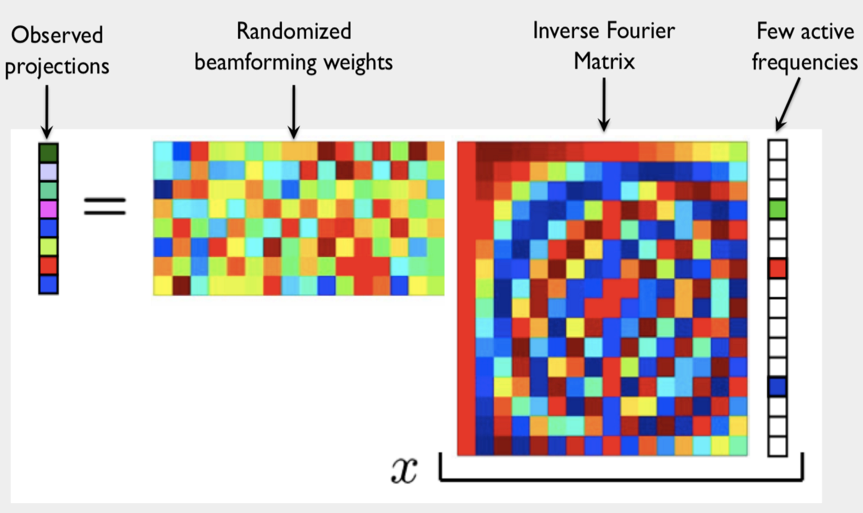 Observed
projections
Randomized
beamforming weights
Inverse Fourier
Matrix
Few active
frequencies
=
x